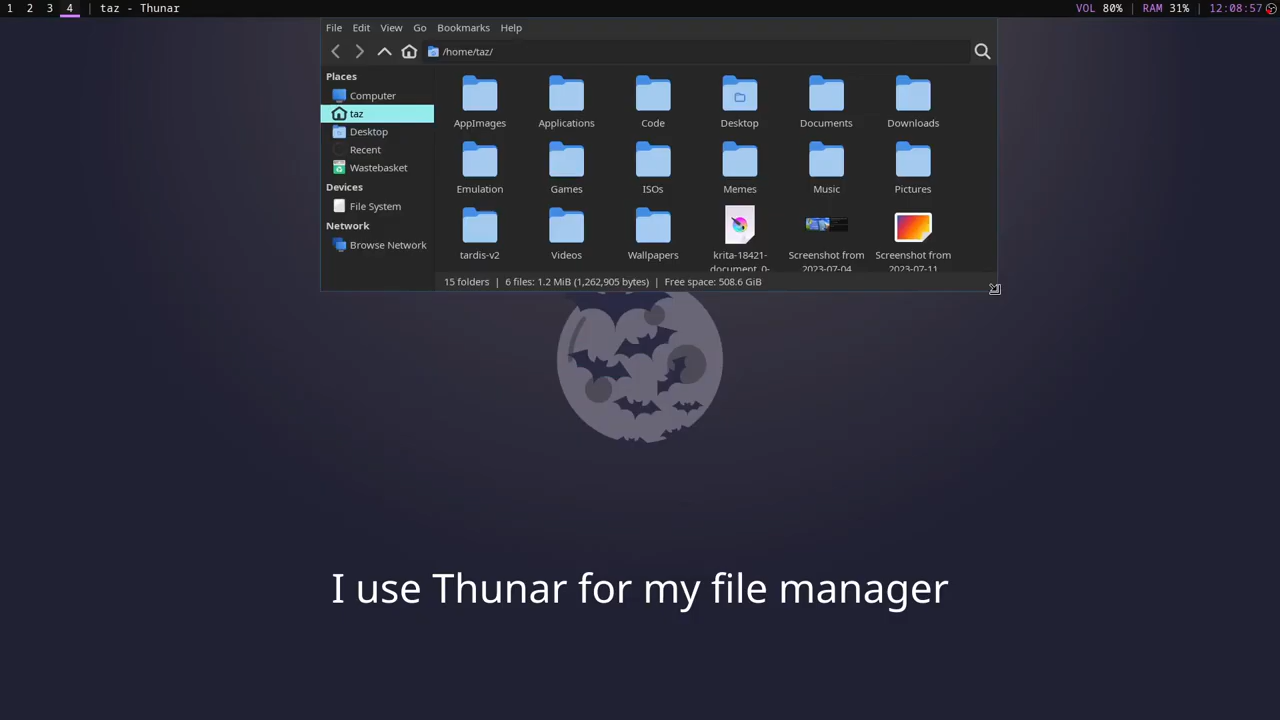 1 2 3 4 | taz - Thunar
VOL 80% | RAM 31% | 12:08:57
File Edit View Go Bookmarks Help
/home/taz/
Places
Computer
taz
Desktop
Recent
Wastebasket
Devices
File System
Network
Browse Network
AppImages Applications Code Desktop Documents Downloads
Emulation Games ISOs Memes Music Pictures
tardis-v2 Videos Wallpapers krita-18421- Screenshot from Screenshot from
document_0- 2023-07-04 2023-07-11
15 folders | 6 files: 1.2 MiB (1,262,905 bytes) | Free space: 508.6 GiB
I use Thunar for my file manager